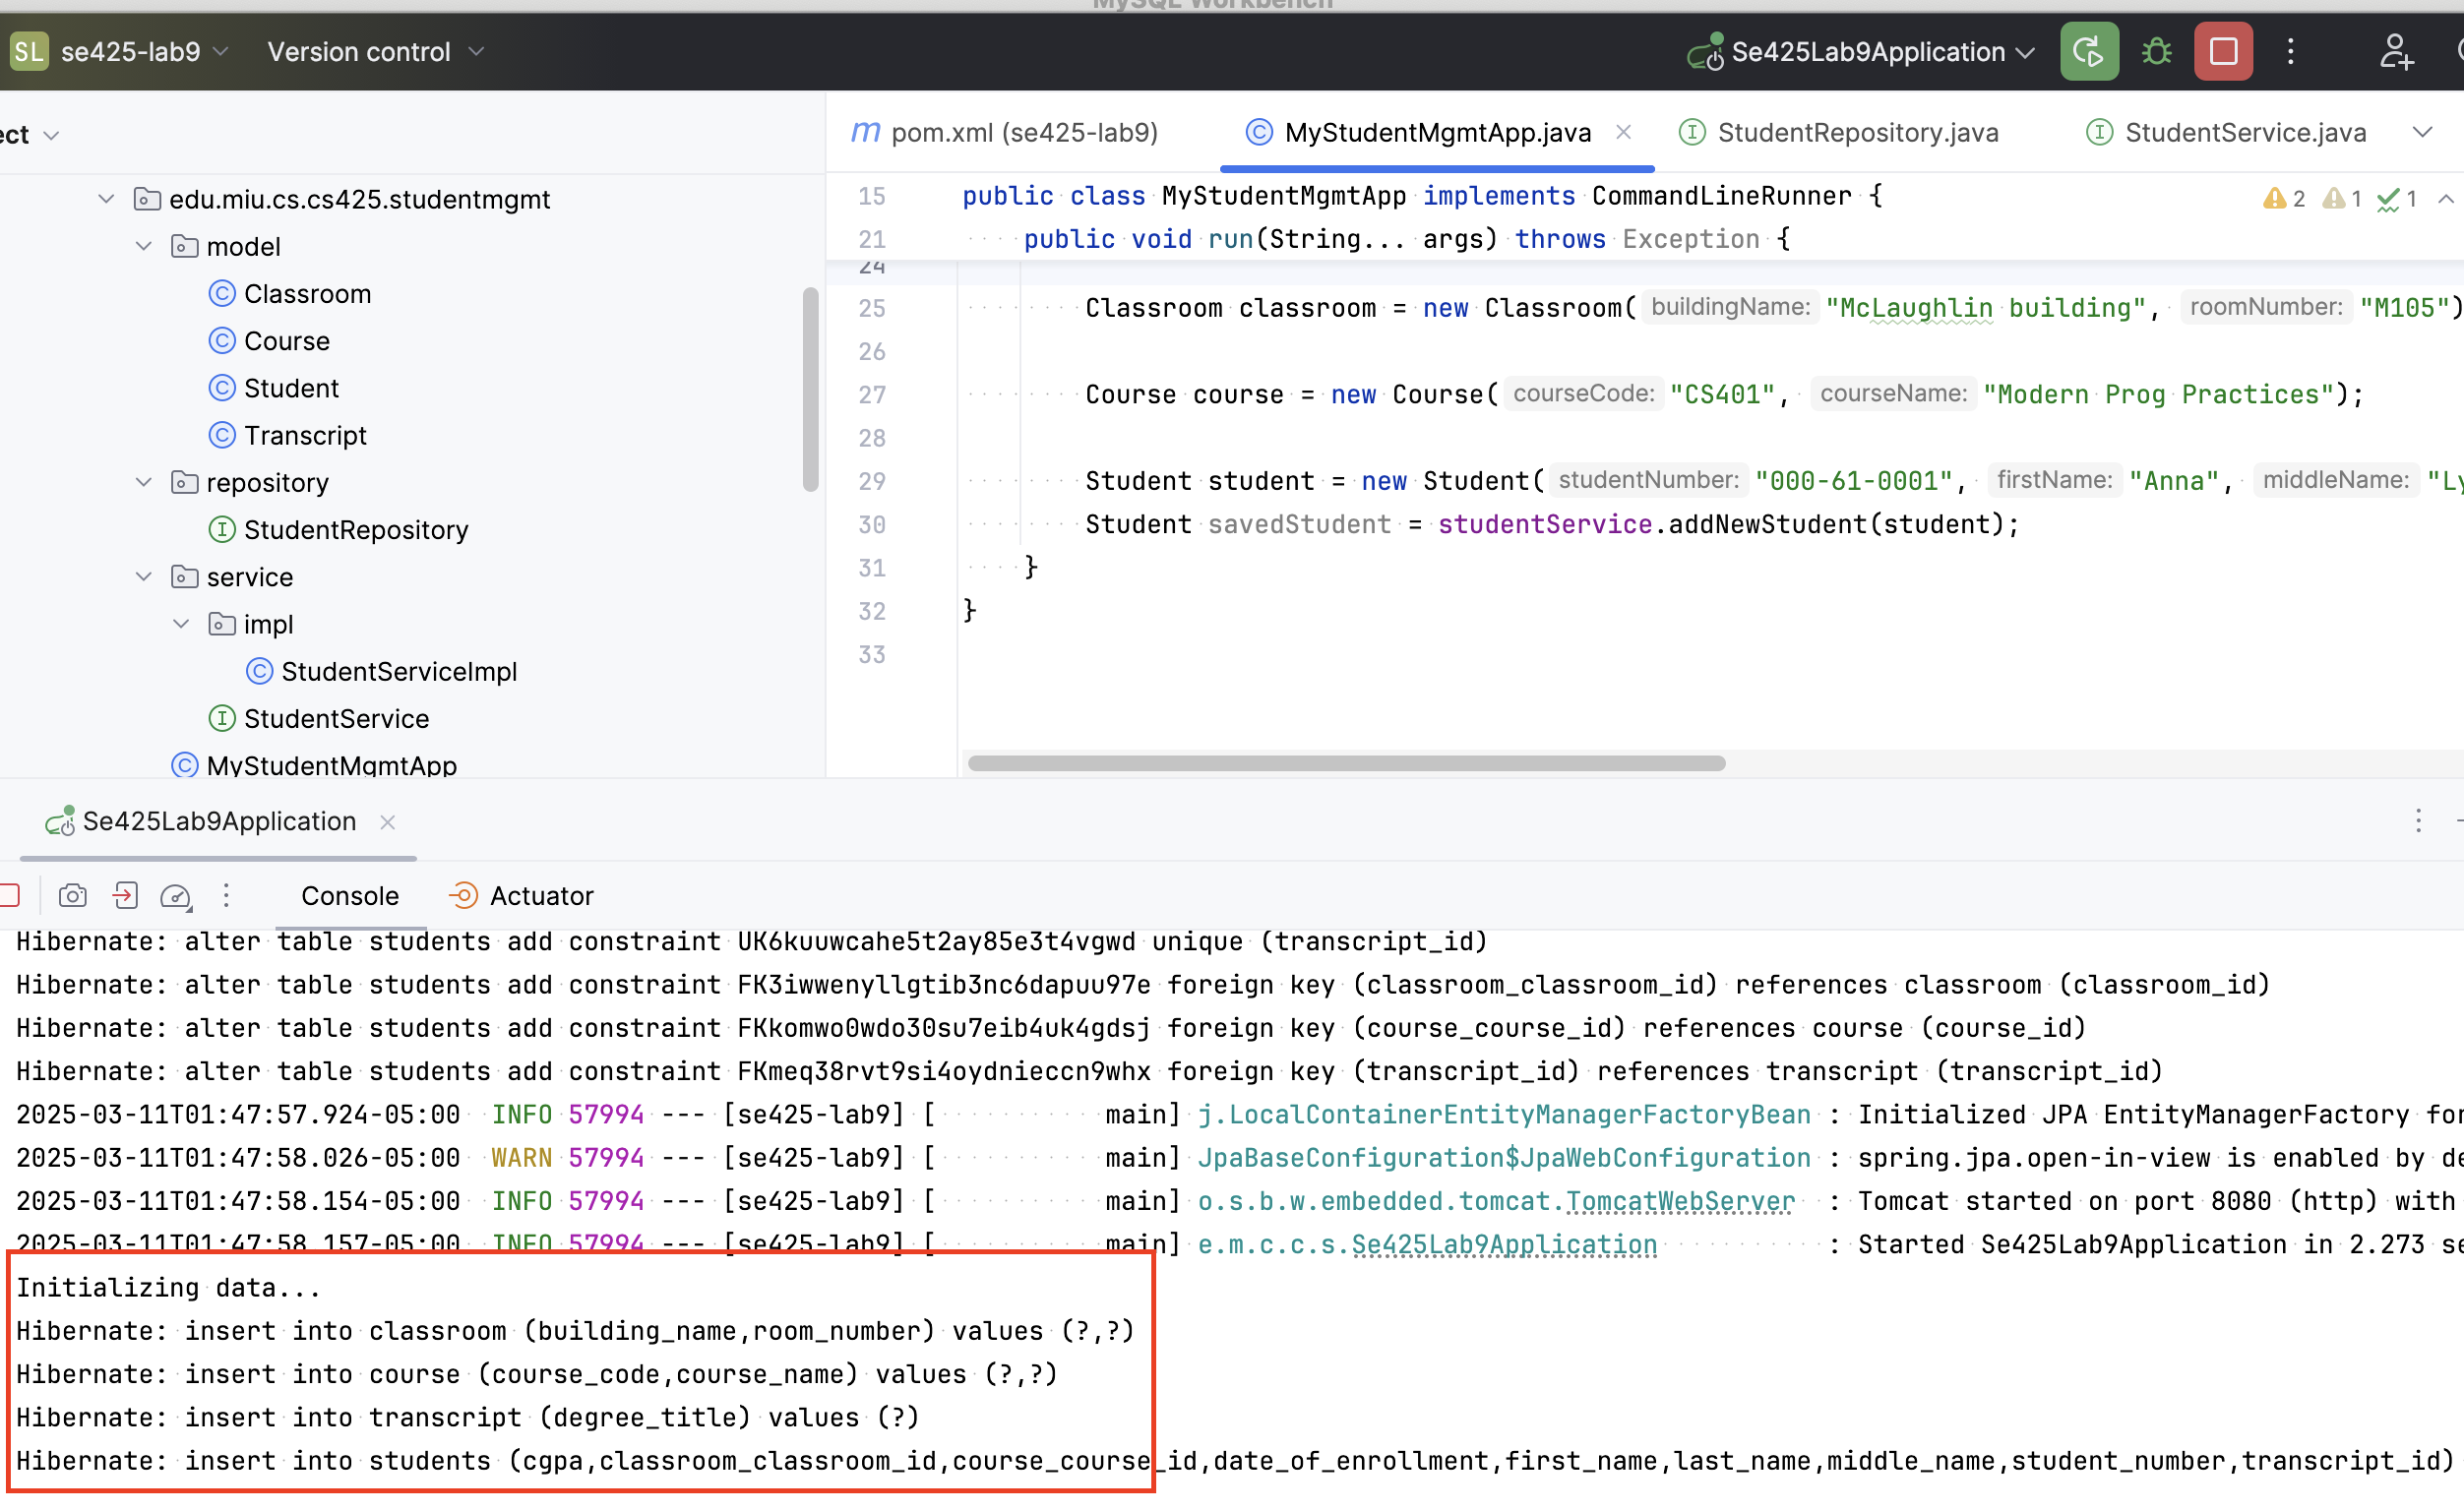 MySQL Workbench
SL se425-lab9 Version control Se425Lab9Application
ect
pom.xml (se425-lab9) MyStudentMgmtApp.java StudentRepository.java StudentService.java
edu.miu.cs.cs425.studentmgmt
model
Classroom
Course
Student
Transcript
repository
StudentRepository
service
impl
StudentServiceImpl
StudentService
MyStudentMgmtApp
15 public class MyStudentMgmtApp implements CommandLineRunner { 2 1 1
21 public void run(String... args) throws Exception {
24
25 Classroom classroom = new Classroom( buildingName: "McLaughlin building", roomNumber: "M105")
26
27 Course course = new Course( courseCode: "CS401", courseName: "Modern Prog Practices");
28
29 Student student = new Student( studentNumber: "000-61-0001", firstName: "Anna", middleName: "Ly
30 Student savedStudent = studentService.addNewStudent(student);
31 }
32 }
33
Se425Lab9Application
Console Actuator
Hibernate: alter table students add constraint UK6kuuwcahe5t2ay85e3t4vgwd unique (transcript_id)
Hibernate: alter table students add constraint FK3iwwenyllgtib3nc6dapuu97e foreign key (classroom_classroom_id) references classroom (classroom_id)
Hibernate: alter table students add constraint FKkomwo0wdo30su7eib4uk4gdsj foreign key (course_course_id) references course (course_id)
Hibernate: alter table students add constraint FKmeq38rvt9si4oydnieccn9whx foreign key (transcript_id) references transcript (transcript_id)
2025-03-11T01:47:57.924-05:00 INFO 57994 --- [se425-lab9] [ main] j.LocalContainerEntityManagerFactoryBean : Initialized JPA EntityManagerFactory for
2025-03-11T01:47:58.026-05:00 WARN 57994 --- [se425-lab9] [ main] JpaBaseConfiguration$JpaWebConfiguration : spring.jpa.open-in-view is enabled by de
2025-03-11T01:47:58.154-05:00 INFO 57994 --- [se425-lab9] [ main] o.s.b.w.embedded.tomcat.TomcatWebServer : Tomcat started on port 8080 (http) with
2025-03-11T01:47:58.157-05:00 INFO 57994 --- [se425-lab9] [ main] e.m.c.c.s.Se425Lab9Application : Started Se425Lab9Application in 2.273 se
Initializing data...
Hibernate: insert into classroom (building_name,room_number) values (?,?)
Hibernate: insert into course (course_code,course_name) values (?,?)
Hibernate: insert into transcript (degree_title) values (?)
Hibernate: insert into students (cgpa,classroom_classroom_id,course_course_id,date_of_enrollment,first_name,last_name,middle_name,student_number,transcript_id)